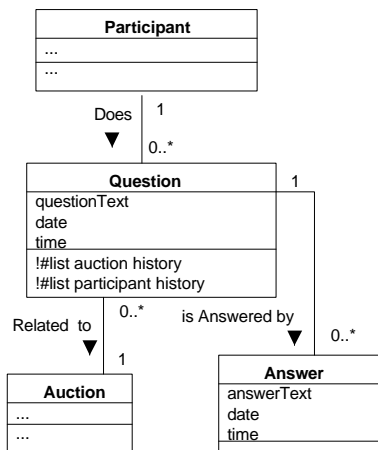 Participant
...
...
Does
1
0..*
Question
1
questionText
date
time
!#list auction history
!#list participant history
0..*
Related to
is Answered by
1
0..*
Auction
...
...
Answer
answerText
date
time